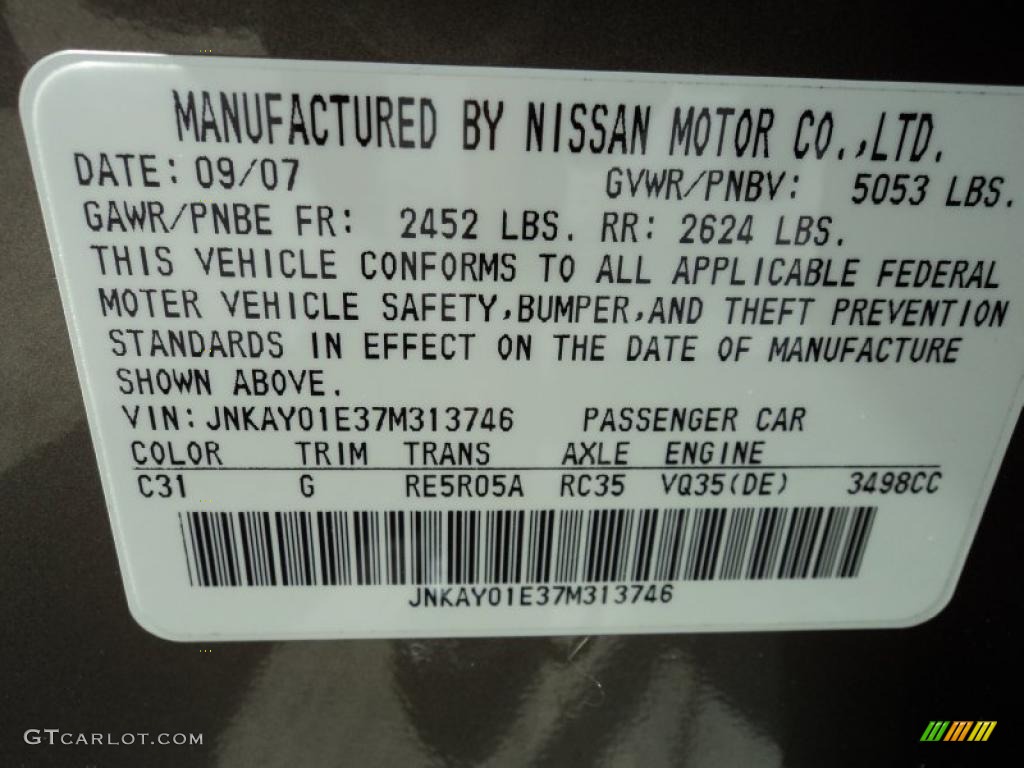 MANUFACTURED BY NISSAN MOTOR CO.,LTD.
DATE: 09/07 GVWR/PNBV: 5053 LBS.
GAWR/PNBE FR: 2452 LBS. RR: 2624 LBS.
THIS VEHICLE CONFORMS TO ALL APPLICABLE FEDERAL
MOTER VEHICLE SAFETY,BUMPER,AND THEFT PREVENTION
STANDARDS IN EFFECT ON THE DATE OF MANUFACTURE
SHOWN ABOVE.
VIN:JNKAY01E37M313746 PASSENGER CAR
COLOR TRIM TRANS AXLE ENGINE
C31 G RE5R05A RC35 VQ35(DE) 3498CC
JNKAY01E37M313746
GTCARLOT.COM